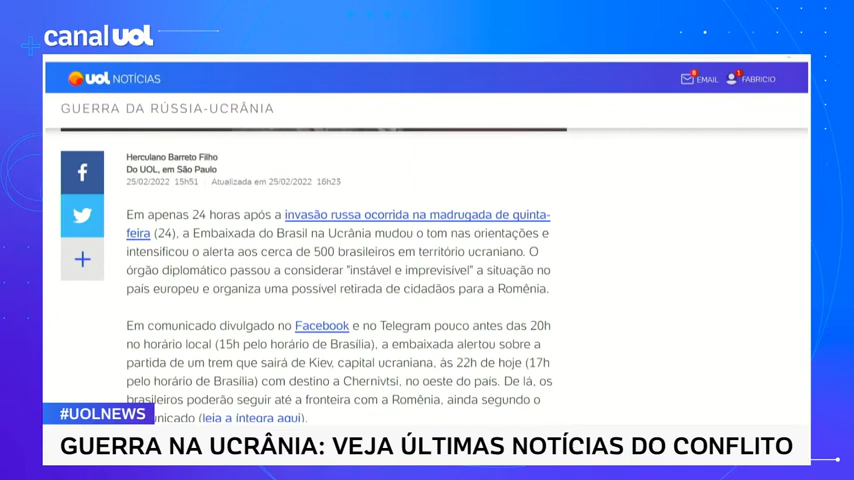 canal uol
uol NOTÍCIAS
8
EMAIL
1
FABRICIO
GUERRA DA RÚSSIA-UCRÂNIA
Herculano Barreto Filho
Do UOL, em São Paulo
25/02/2022 15h51 Atualizada em 25/02/2022 16h23
Em apenas 24 horas após a invasão russa ocorrida na madrugada de quinta-
feira (24), a Embaixada do Brasil na Ucrânia mudou o tom nas orientações e
intensificou o alerta aos cerca de 500 brasileiros em território ucraniano. O
órgão diplomático passou a considerar "instável e imprevisível" a situação no
país europeu e organiza uma possível retirada de cidadãos para a Romênia.
Em comunicado divulgado no Facebook e no Telegram pouco antes das 20h
no horário local (15h pelo horário de Brasília), a embaixada alertou sobre a
partida de um trem que sairá de Kiev, capital ucraniana, às 22h de hoje (17h
pelo horário de Brasília) com destino a Chernivtsi, no oeste do país. De lá, os
brasileiros poderão seguir até a fronteira com a Romênia, ainda segundo o
municado (leia a íntegra aqui).
#UOLNEWS
GUERRA NA UCRÂNIA: VEJA ÚLTIMAS NOTÍCIAS DO CONFLITO